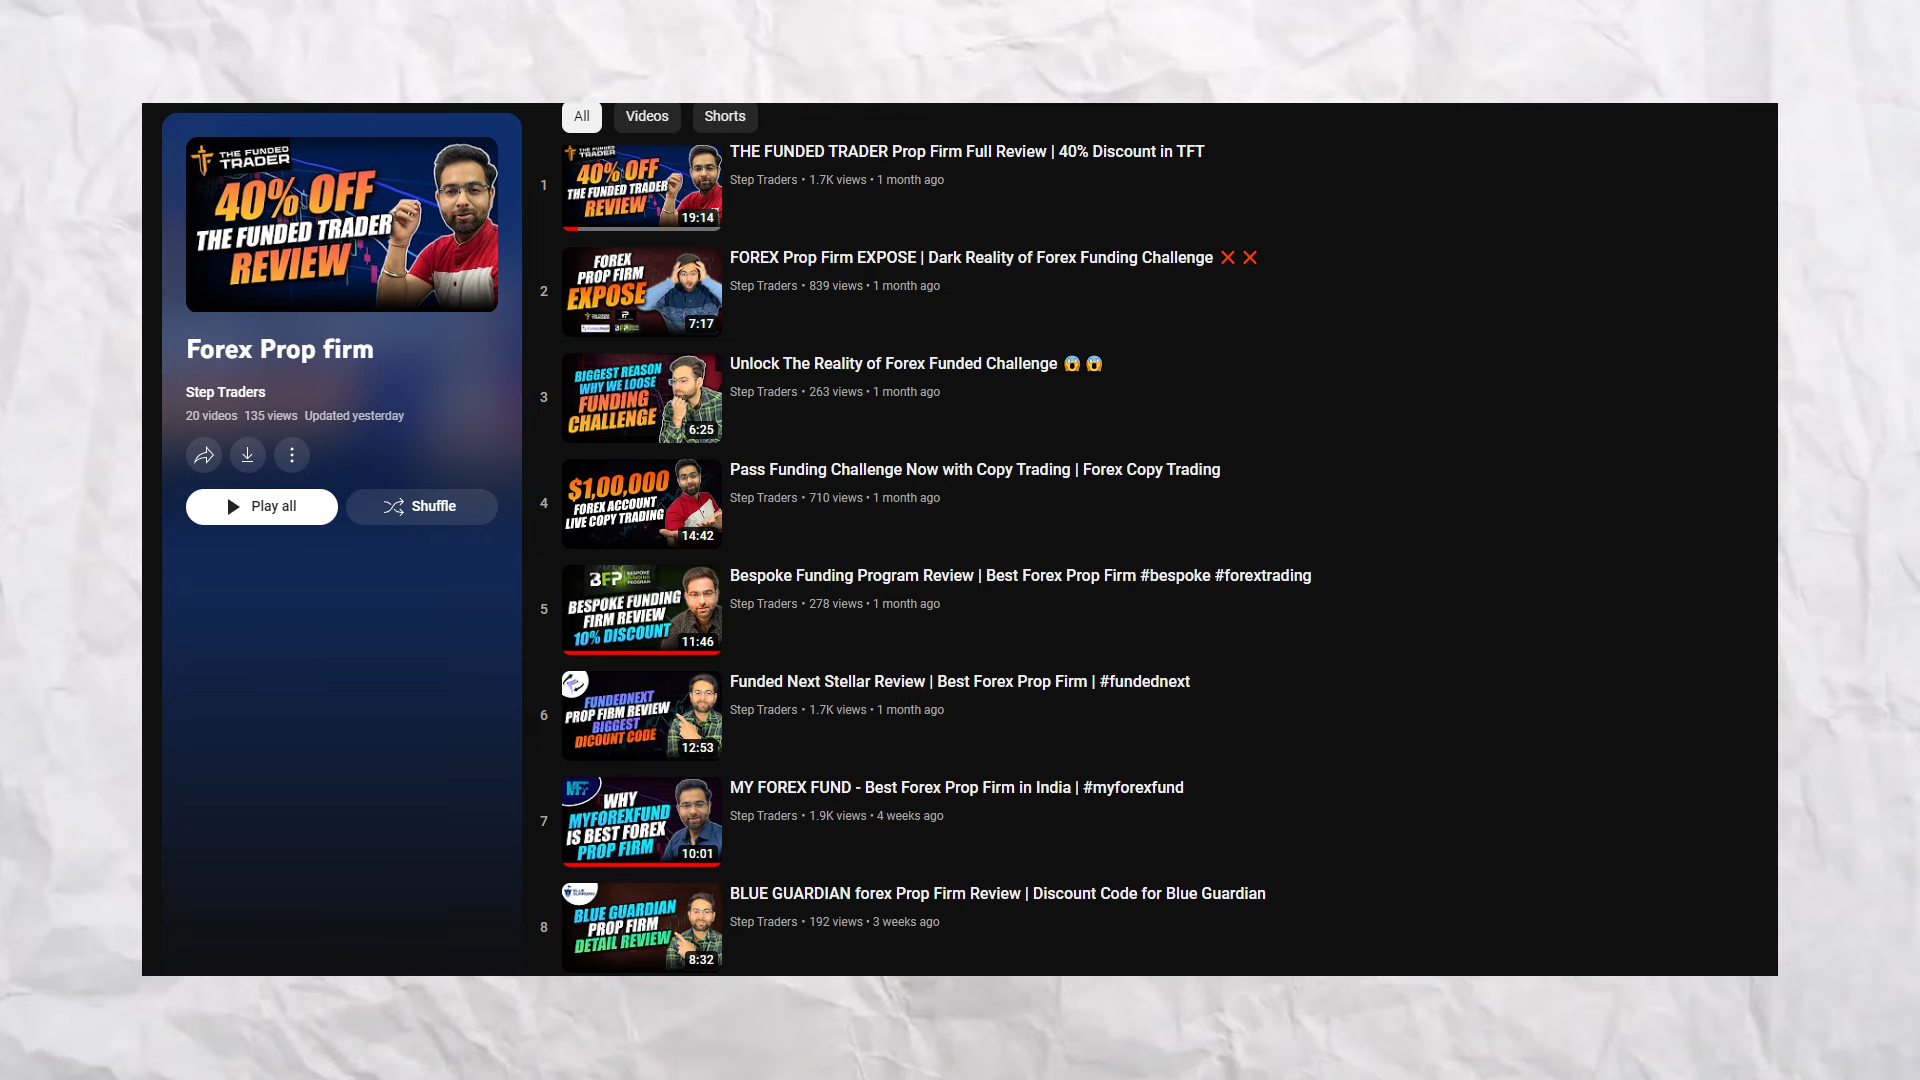 THE FUNDED
TRADER
40% OFF
THE FUNDED TRADER
REVIEW
Forex Prop firm
Step Traders
20 videos 135 views Updated yesterday
Play all
Shuffle
All
Videos
Shorts
1
THE FUNDED
TRADER
40% OFF
THE FUNDED TRADER
REVIEW
19:14
THE FUNDED TRADER Prop Firm Full Review | 40% Discount in TFT
Step Traders • 1.7K views • 1 month ago
2
FOREX
PROP FIRM
EXPOSE
7:17
FOREX Prop Firm EXPOSE | Dark Reality of Forex Funding Challenge ❌ ❌
Step Traders • 839 views • 1 month ago
3
BIGGEST REASON
WHY WE LOOSE
FUNDING
CHALLENGE
6:25
Unlock The Reality of Forex Funded Challenge 😱 😱
Step Traders • 263 views • 1 month ago
4
$1,00,000
FOREX ACCOUNT
LIVE COPY TRADING
14:42
Pass Funding Challenge Now with Copy Trading | Forex Copy Trading
Step Traders • 710 views • 1 month ago
5
BFP BESPOKE
FUNDING
PROGRAM
BESPOKE FUNDING
FIRM REVIEW
10% DISCOUNT
11:46
Bespoke Funding Program Review | Best Forex Prop Firm #bespoke #forextrading
Step Traders • 278 views • 1 month ago
6
FUNDEDNEXT
PROP FIRM REVIEW
BIGGEST
DICOUNT CODE
12:53
Funded Next Stellar Review | Best Forex Prop Firm | #fundednext
Step Traders • 1.7K views • 1 month ago
7
WHY
MYFOREXFUND
IS BEST FOREX
PROP FIRM
10:01
MY FOREX FUND - Best Forex Prop Firm in India | #myforexfund
Step Traders • 1.9K views • 4 weeks ago
8
BLUE GUARDIAN
PROP FIRM
DETAIL REVIEW
8:32
BLUE GUARDIAN forex Prop Firm Review | Discount Code for Blue Guardian
Step Traders • 192 views • 3 weeks ago